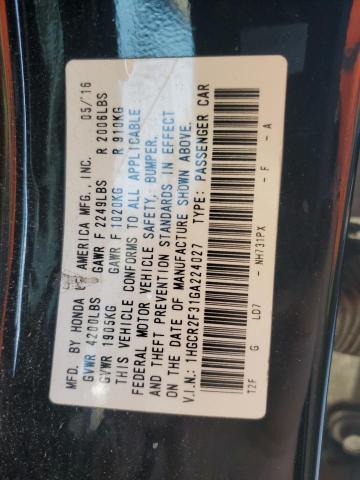 MFD. BY HONDA OF AMERICA MFG., INC. 05/16
GVWR 4200LBS GAWR F 2249LBS R 2006LBS
GVWR 1905KG GAWR F 1020KG R 910KG
THIS VEHICLE CONFORMS TO ALL APPLICABLE
FEDERAL MOTOR VEHICLE SAFETY, BUMPER,
AND THEFT PREVENTION STANDARDS IN EFFECT
ON THE DATE OF MANUFACTURE SHOWN ABOVE.
V.I.N.: 1HGCR2F31GA224027 TYPE: PASSENGER CAR
T2F G LD7 - NH731PX - F - A